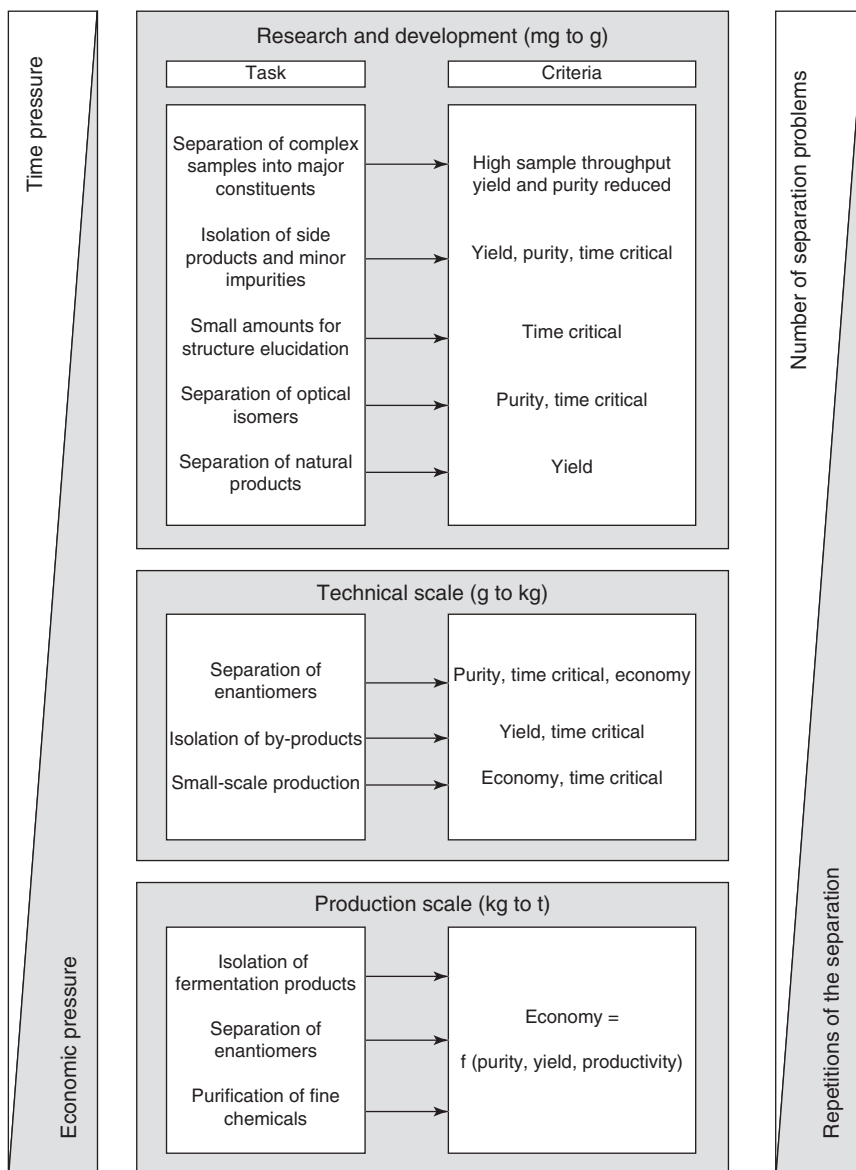 Time pressure
Economic pressure
Research and development (mg to g)
Task
Criteria
Separation of complex
samples into major
constituents
High sample throughput
yield and purity reduced
Isolation of side
products and minor
impurities
Yield, purity, time critical
Small amounts for
structure elucidation
Time critical
Separation of optical
isomers
Purity, time critical
Separation of natural
products
Yield
Technical scale (g to kg)
Separation of
enantiomers
Purity, time critical, economy
Isolation of by-products
Yield, time critical
Small-scale production
Economy, time critical
Production scale (kg to t)
Isolation of
fermentation products
Separation of
enantiomers
Purification of fine
chemicals
Economy =
f (purity, yield, productivity)
Number of separation problems
Repetitions of the separation